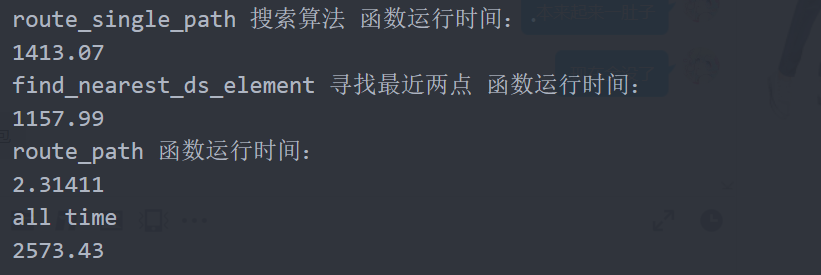 route_single_path 搜索算法 函数运行时间：
1413.07
find_nearest_ds_element 寻找最近两点 函数运行时间：
1157.99
route_path 函数运行时间：
2.31411
all time
2573.43